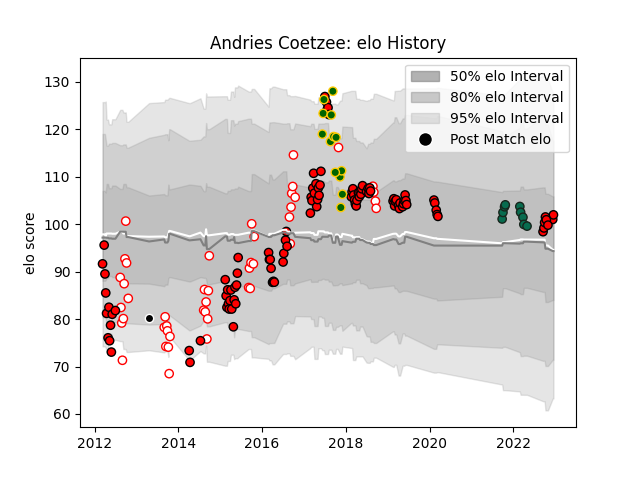 Andries Coetzee: elo History
50% elo Interval
80% elo Interval
95% elo Interval
Post Match elo
elo score
130
120
110
100
90
80
70
60
2012
2014
2016
2018
2020
2022